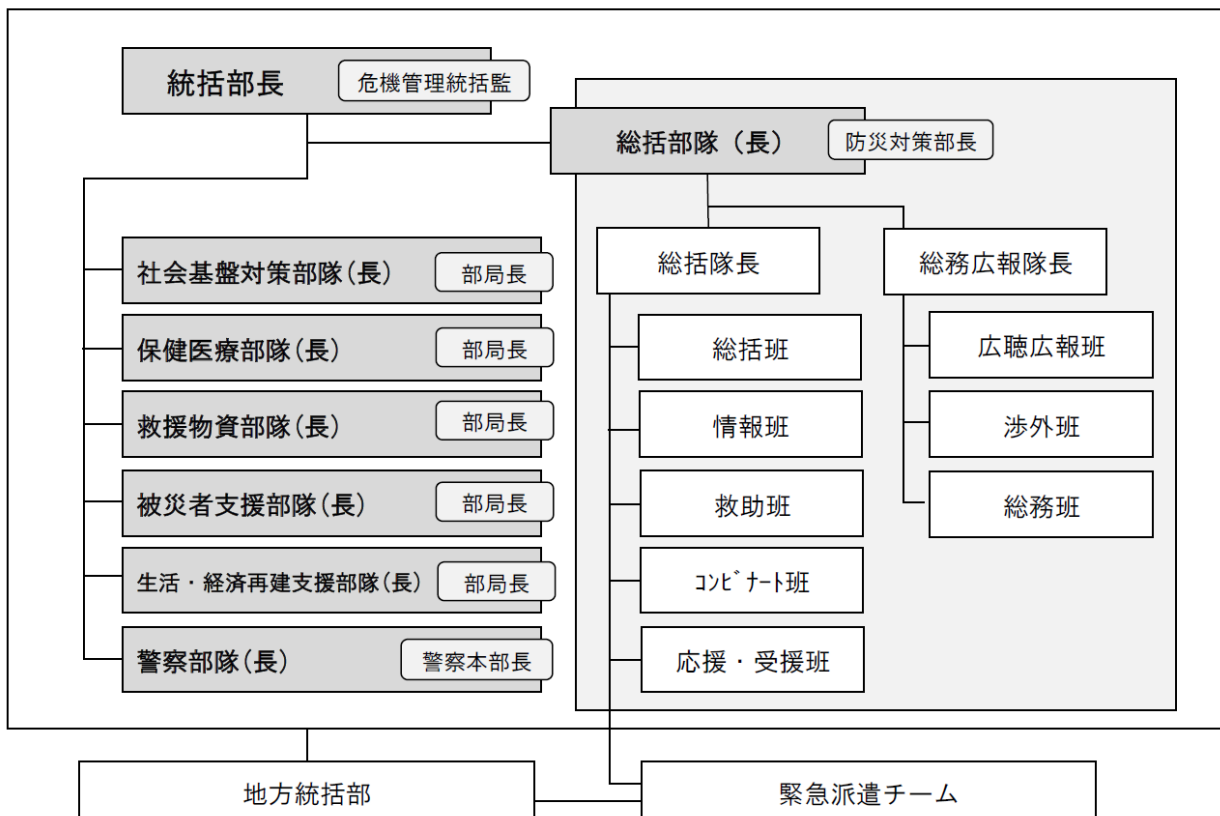 統括部長
危機管理統括監
総括部隊（長）
防災対策部長
社会基盤対策部隊（長）
部局長
保健医療部隊（長）
部局長
救援物資部隊（長）
部局長
被災者支援部隊（長）
部局長
生活・経済再建支援部隊（長）
部局長
警察部隊（長）
警察本部長
総括隊長
総括班
情報班
救助班
ｺﾝﾋﾞﾅｰﾄ班
応援・受援班
総務広報隊長
広聴広報班
渉外班
総務班
地方統括部
緊急派遣チーム